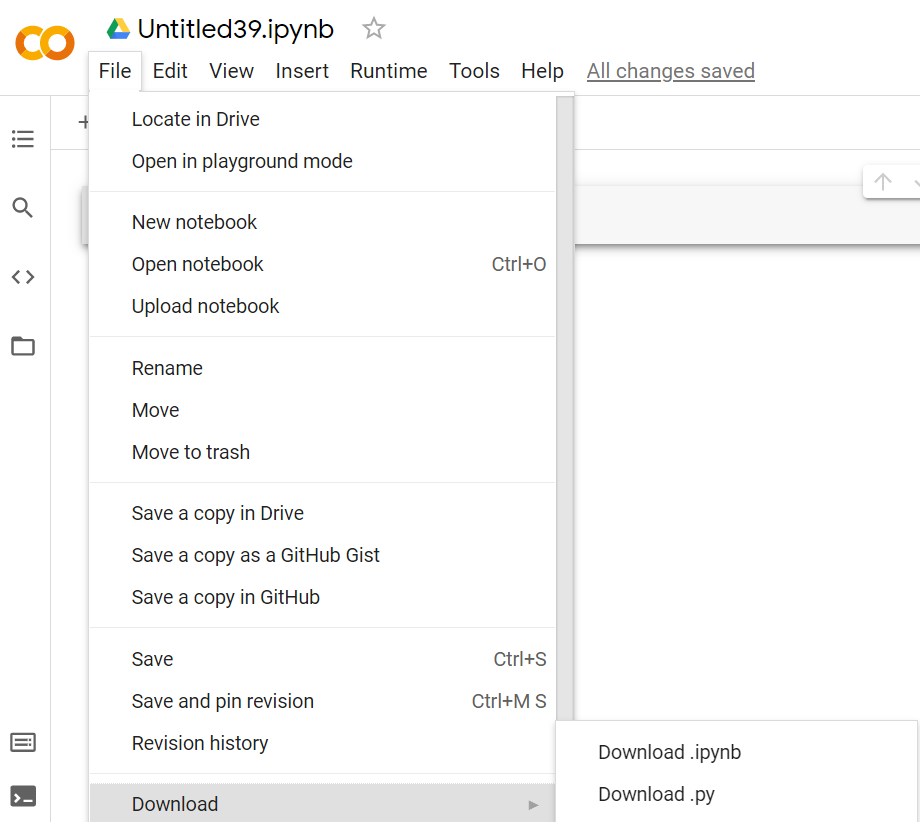 Untitled39.ipynb
File Edit View Insert Runtime Tools Help All changes saved
Locate in Drive
Open in playground mode
New notebook
Open notebook Ctrl+O
Upload notebook
Rename
Move
Move to trash
Save a copy in Drive
Save a copy as a GitHub Gist
Save a copy in GitHub
Save Ctrl+S
Save and pin revision Ctrl+M S
Revision history
Download
Download .ipynb
Download .py